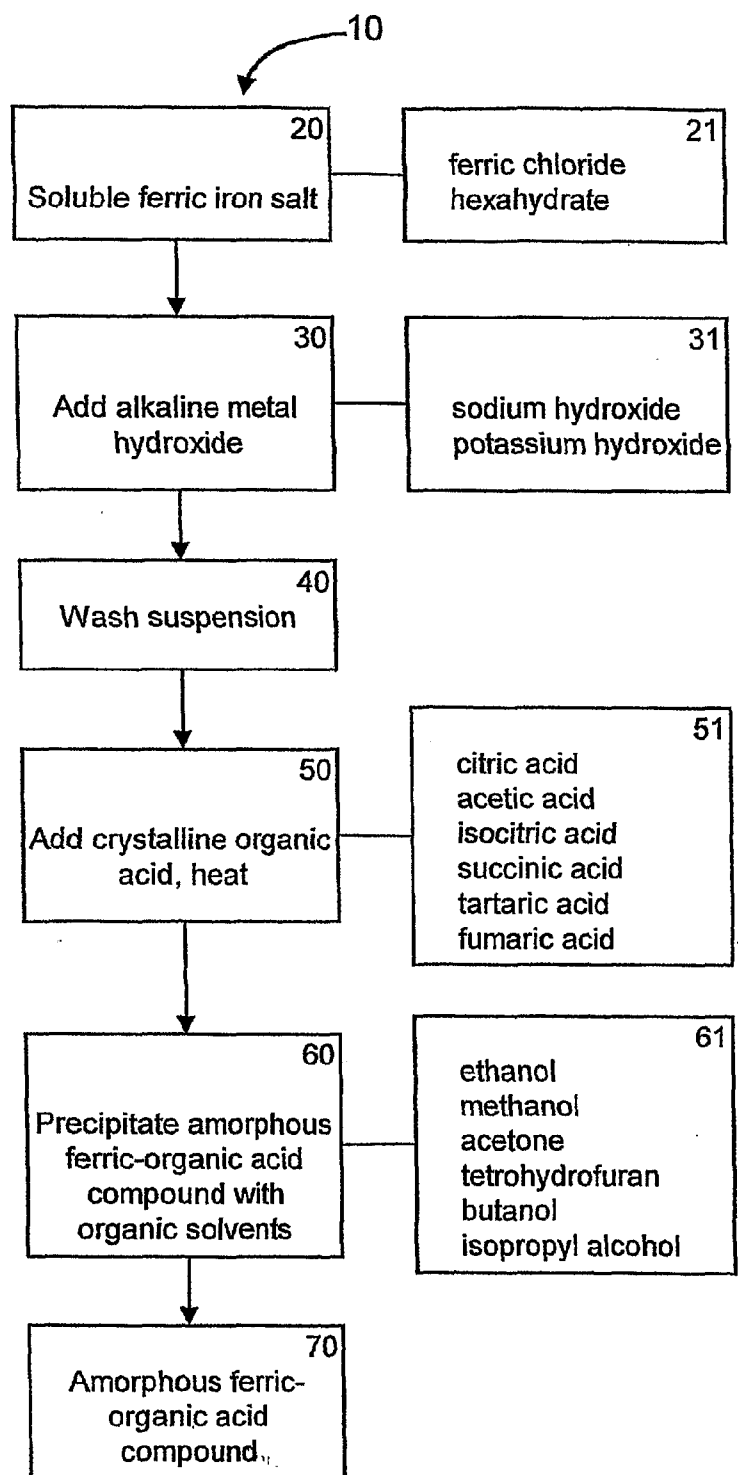 10
20
Soluble ferric iron salt
21
ferric chloride
hexahydrate
30
Add alkaline metal
hydroxide
31
sodium hydroxide
potassium hydroxide
40
Wash suspension
50
Add crystalline organic
acid, heat
51
citric acid
acetic acid
isocitric acid
succinic acid
tartaric acid
fumaric acid
60
Precipitate amorphous
ferric-organic acid
compound with
organic solvents
61
ethanol
methanol
acetone
tetrohydrofuran
butanol
isopropyl alcohol
70
Amorphous ferric-
organic acid
compound